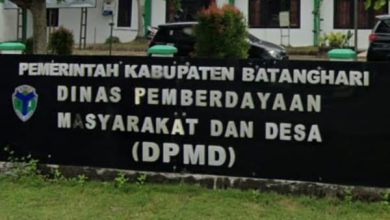 PEMERINTAH KABUPATEN BATANGHARI
DINAS PEMBERDAYAAN
MASYARAKAT DAN DESA
(DPMD)